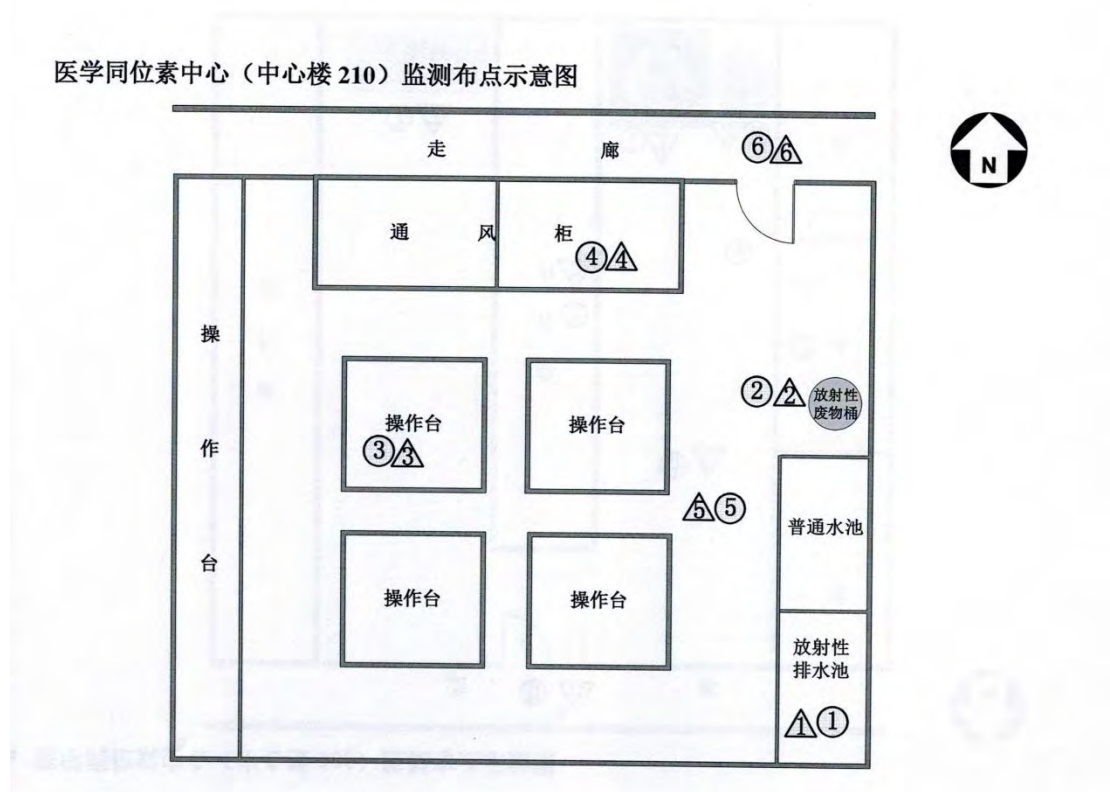 医学同位素中心（中心楼 210）监测布点示意图
走 廊
⑥ 6
N
通 风 柜
④ 4
操 作 台
② 2
放射性
废物桶
操作台
③ 3
操作台
5 ⑤
普通水池
操作台
操作台
放射性
排水池
1 ①